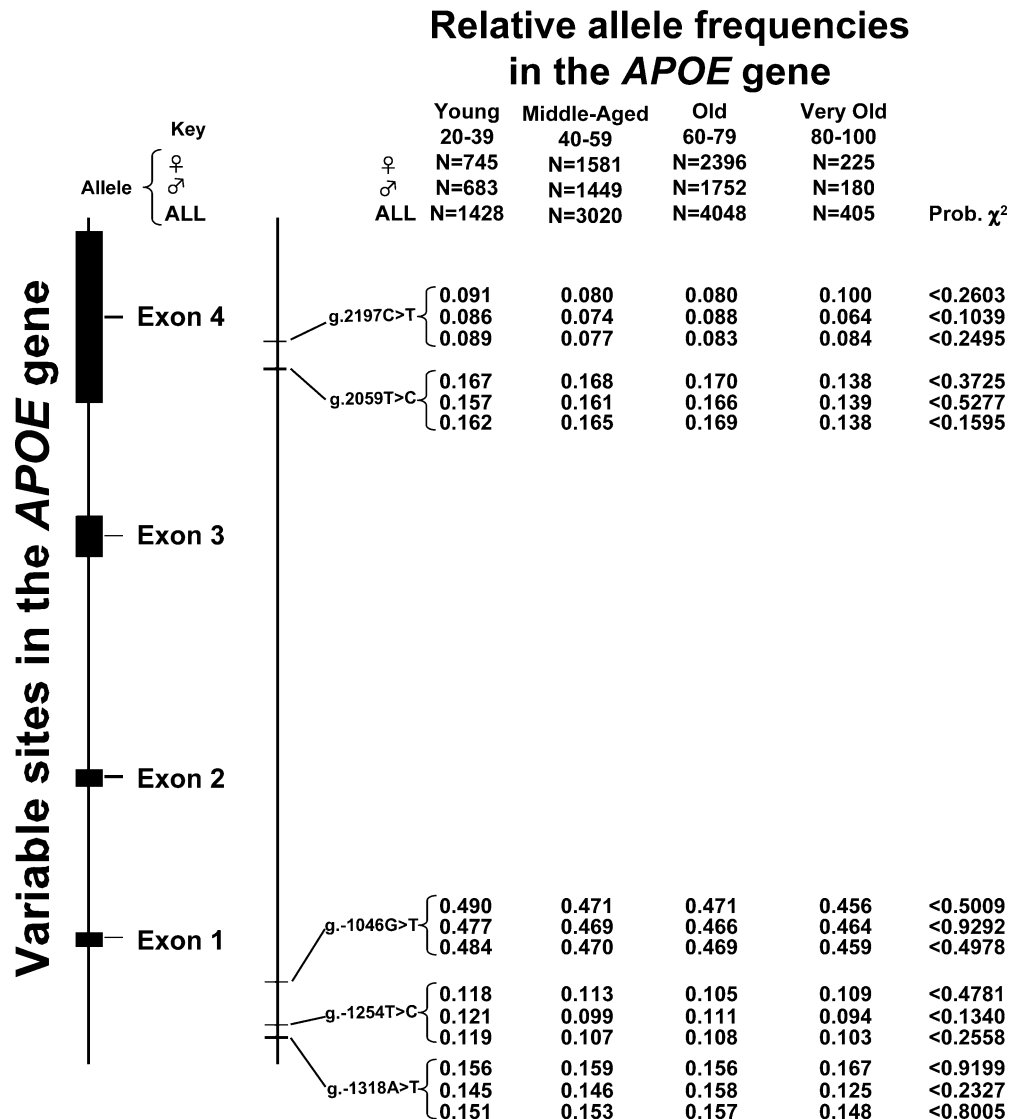 Relative allele frequencies
in the APOE gene
Young Middle-Aged Old Very Old
Key
20-39 40-59 60-79 80-100
♀ ♀ N=745 N=1581 N=2396 N=225
Allele ♂ ♂ N=683 N=1449 N=1752 N=180
ALL ALL N=1428 N=3020 N=4048 N=405 Prob. χ²
Variable sites in the APOE gene
Exon 4
Exon 3
Exon 2
Exon 1
0.091 0.080 0.080 0.100 <0.2603
g.2197C>T 0.086 0.074 0.088 0.064 <0.1039
0.089 0.077 0.083 0.084 <0.2495
0.167 0.168 0.170 0.138 <0.3725
g.2059T>C 0.157 0.161 0.166 0.139 <0.5277
0.162 0.165 0.169 0.138 <0.1595
0.490 0.471 0.471 0.456 <0.5009
g.-1046G>T 0.477 0.469 0.466 0.464 <0.9292
0.484 0.470 0.469 0.459 <0.4978
0.118 0.113 0.105 0.109 <0.4781
g.-1254T>C 0.121 0.099 0.111 0.094 <0.1340
0.119 0.107 0.108 0.103 <0.2558
0.156 0.159 0.156 0.167 <0.9199
g.-1318A>T 0.145 0.146 0.158 0.125 <0.2327
0.151 0.153 0.157 0.148 <0.8005